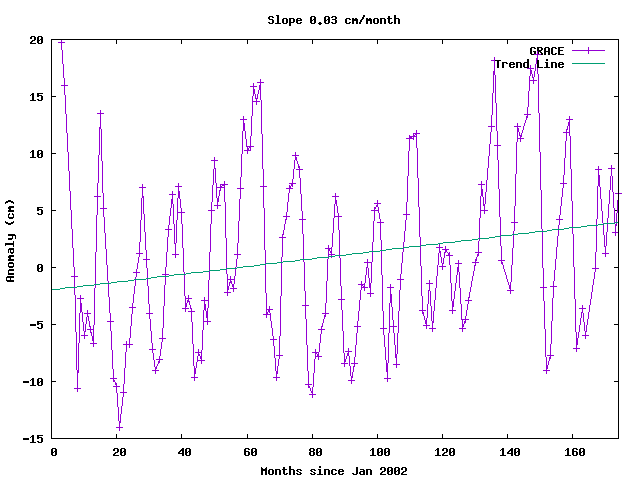 Slope 0.03 cm/month
GRACE
Trend Line
20
15
10
5
0
-5
-10
-15
Anomaly (cm)
0 20 40 60 80 100 120 140 160
Months since Jan 2002